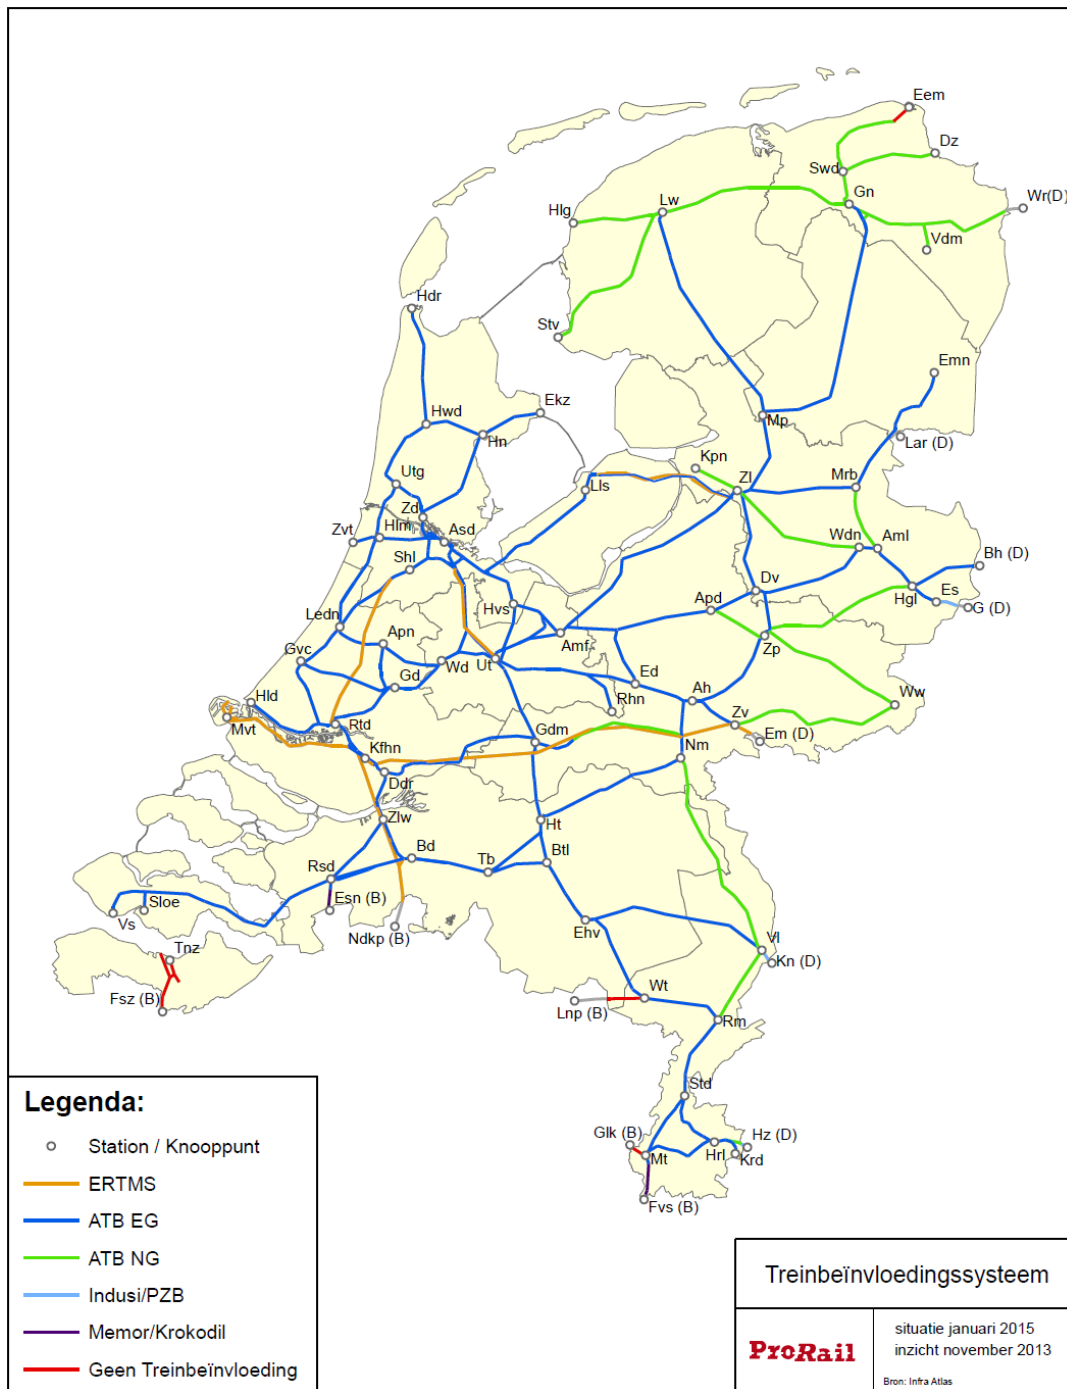 Eem
Dz
Swd
Gn
Wr(D)
Lw
Hlg
Vdm
Hdr
Stv
Emn
Ekz
Hwd
Mp
Hn
Lar (D)
Kpn
Utg
Zl
Mrb
Lls
Zd
Zvt
Hlm
Asd
Wdn
Aml
Bh (D)
Shl
Dv
Es
Hgl
G (D)
Ledn
Hvs
Apd
Apn
Amf
Zp
Gvc
Wd
Ut
Gd
Ed
Ah
Rhn
Ww
Hld
Mvt
Rtd
Zv
Gdm
Em (D)
Kfhn
Nm
Ddr
Zlw
Ht
Bd
Tb
Btl
Rsd
Esn (B)
Sloe
Vs
Ndkp (B)
Ehv
Vl
Tnz
Kn (D)
Fsz (B)
Wt
Lnp (B)
Rm
Std
Glk (B)
Hz (D)
Mt
Hrl
Krd
Fvs (B)
Legenda:
Station / Knooppunt
ERTMS
ATB EG
ATB NG
Indusi/PZB
Memor/Krokodil
Geen Treinbeïnvloeding
Treinbeïnvloedingssysteem
ProRail
situatie januari 2015
inzicht november 2013
Bron: Infra Atlas